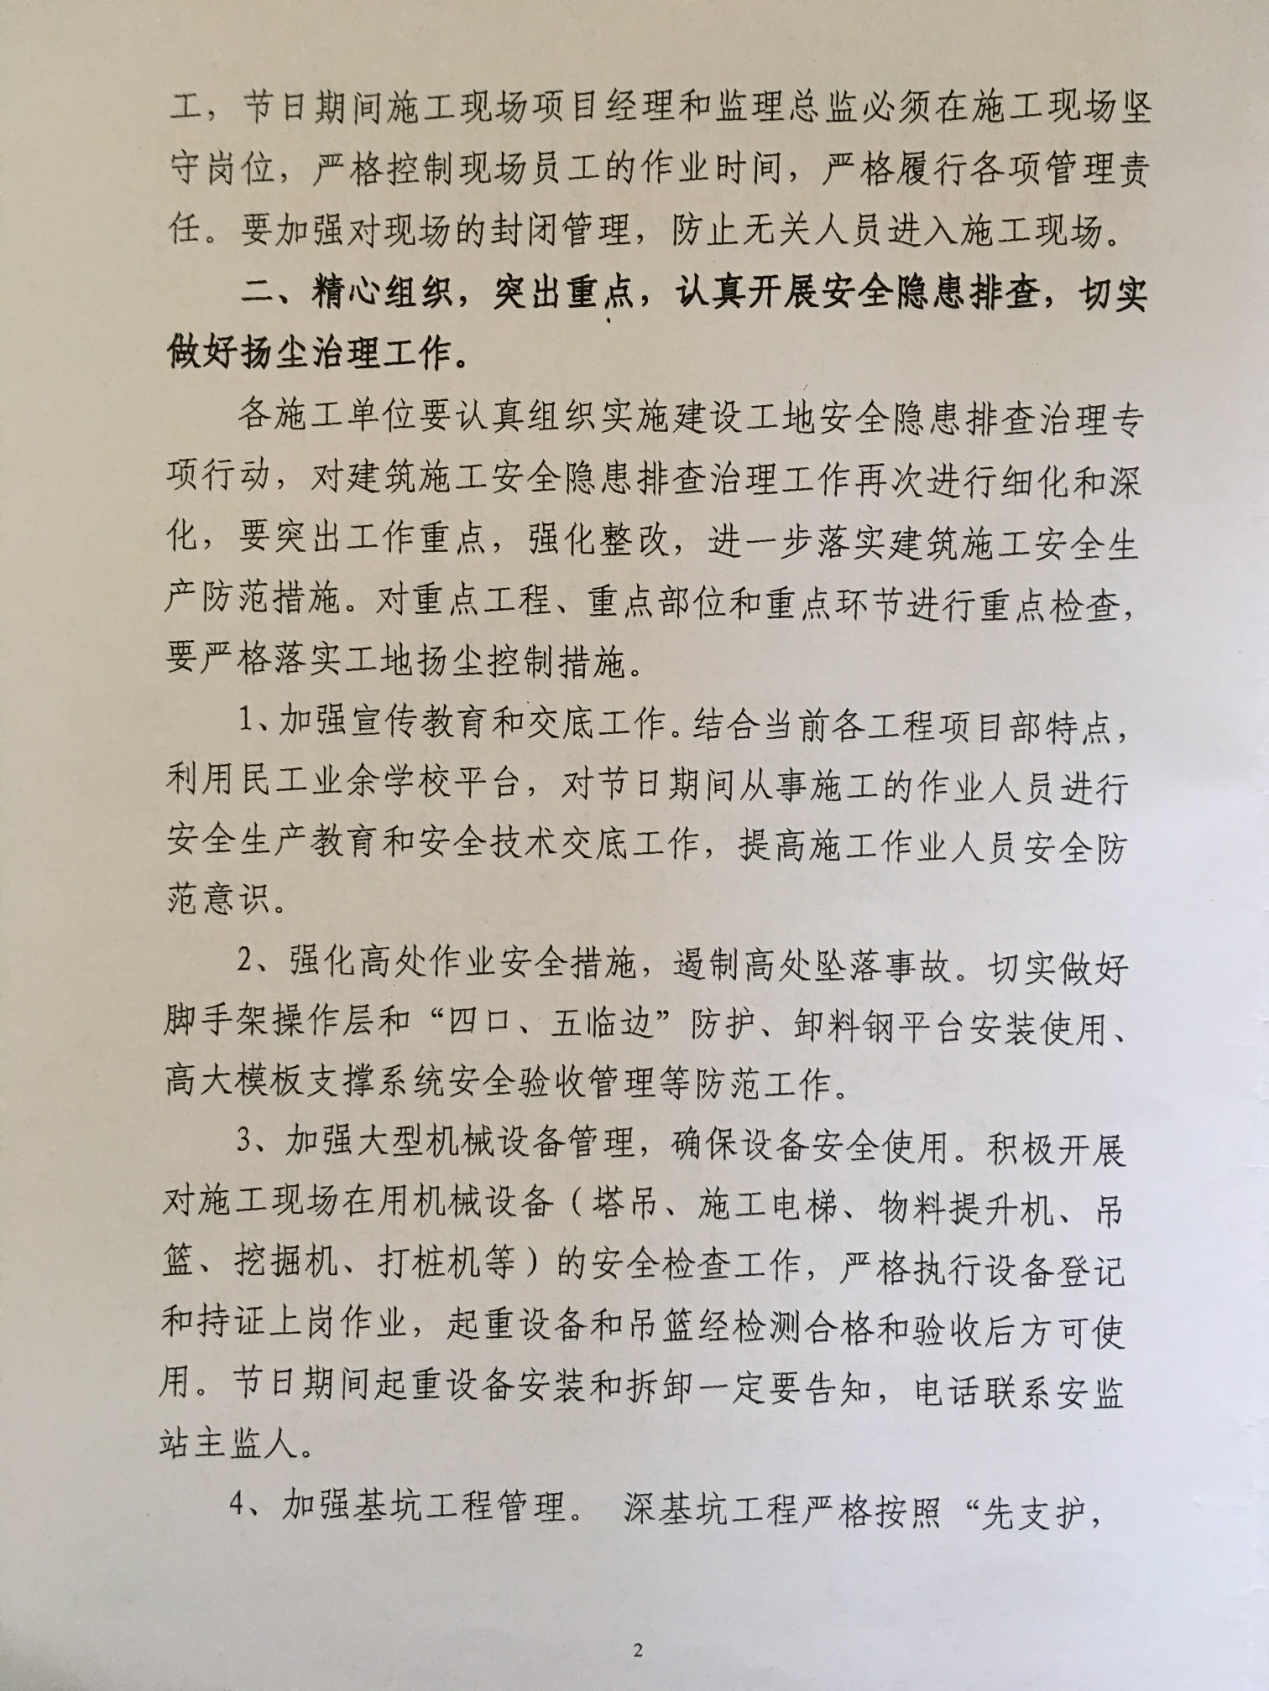 工，节日期间施工现场项目经理和监理总监必须在施工现场坚
守岗位，严格控制现场员工的作业时间，严格履行各项管理责
任。要加强对现场的封闭管理，防止无关人员进入施工现场。
二、精心组织，突出重点，认真开展安全隐患排查，切实
做好扬尘治理工作。
各施工单位要认真组织实施建设工地安全隐患排查治理专
项行动，对建筑施工安全隐患排查治理工作再次进行细化和深
化，要突出工作重点，强化整改，进一步落实建筑施工安全生
产防范措施。对重点工程、重点部位和重点环节进行重点检查，
要严格落实工地扬尘控制措施。
1、加强宣传教育和交底工作。结合当前各工程项目部特点，
利用民工业余学校平台，对节日期间从事施工的作业人员进行
安全生产教育和安全技术交底工作，提高施工作业人员安全防
范意识。
2、强化高处作业安全措施，遏制高处坠落事故。切实做好
脚手架操作层和“四口、五临边”防护、卸料钢平台安装使用、
高大模板支撑系统安全验收管理等防范工作。
3、加强大型机械设备管理，确保设备安全使用。积极开展
对施工现场在用机械设备（塔吊、施工电梯、物料提升机、吊
篮、挖掘机、打桩机等）的安全检查工作，严格执行设备登记
和持证上岗作业，起重设备和吊篮经检测合格和验收后方可使
用。节日期间起重设备安装和拆卸一定要告知，电话联系安监
站主监人。
4、加强基坑工程管理。 深基坑工程严格按照“先支护，
2